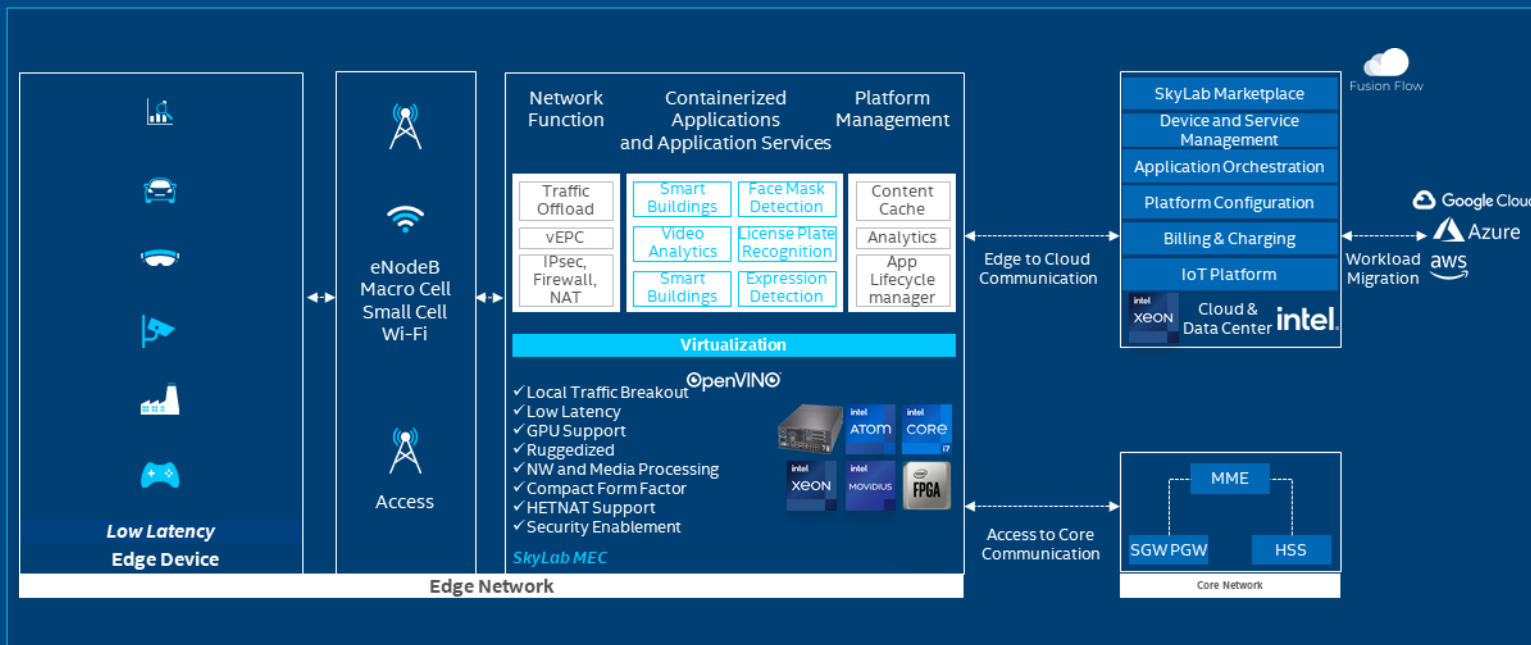 Low Latency
Edge Device
eNodeB
Macro Cell
Small Cell
Wi-Fi
Access
Network
Function
Containerized
Applications
and Application Services
Platform
Management
Traffic
Offload
vEPC
IPsec,
Firewall,
NAT
Smart
Buildings
Face Mask
Detection
Video
Analytics
License Plate
Recognition
Smart
Buildings
Expression
Detection
Content
Cache
Analytics
App
Lifecycle
manager
Virtualization
OpenVINO
✓Local Traffic Breakout
✓Low Latency
✓GPU Support
✓Ruggedized
✓NW and Media Processing
✓Compact Form Factor
✓HETNAT Support
✓Security Enablement
intel
ATOM
intel
CORE
i7
intel
XEON
intel
MOVIDIUS
intel
FPGA
SkyLab MEC
Edge Network
Edge to Cloud
Communication
Access to Core
Communication
Fusion Flow
SkyLab Marketplace
Device and Service
Management
Application Orchestration
Platform Configuration
Billing & Charging
IoT Platform
intel
XEON
Cloud &
Data Center
intel.
Workload
Migration
Google Cloud
Azure
aws
MME
SGW PGW
HSS
Core Network